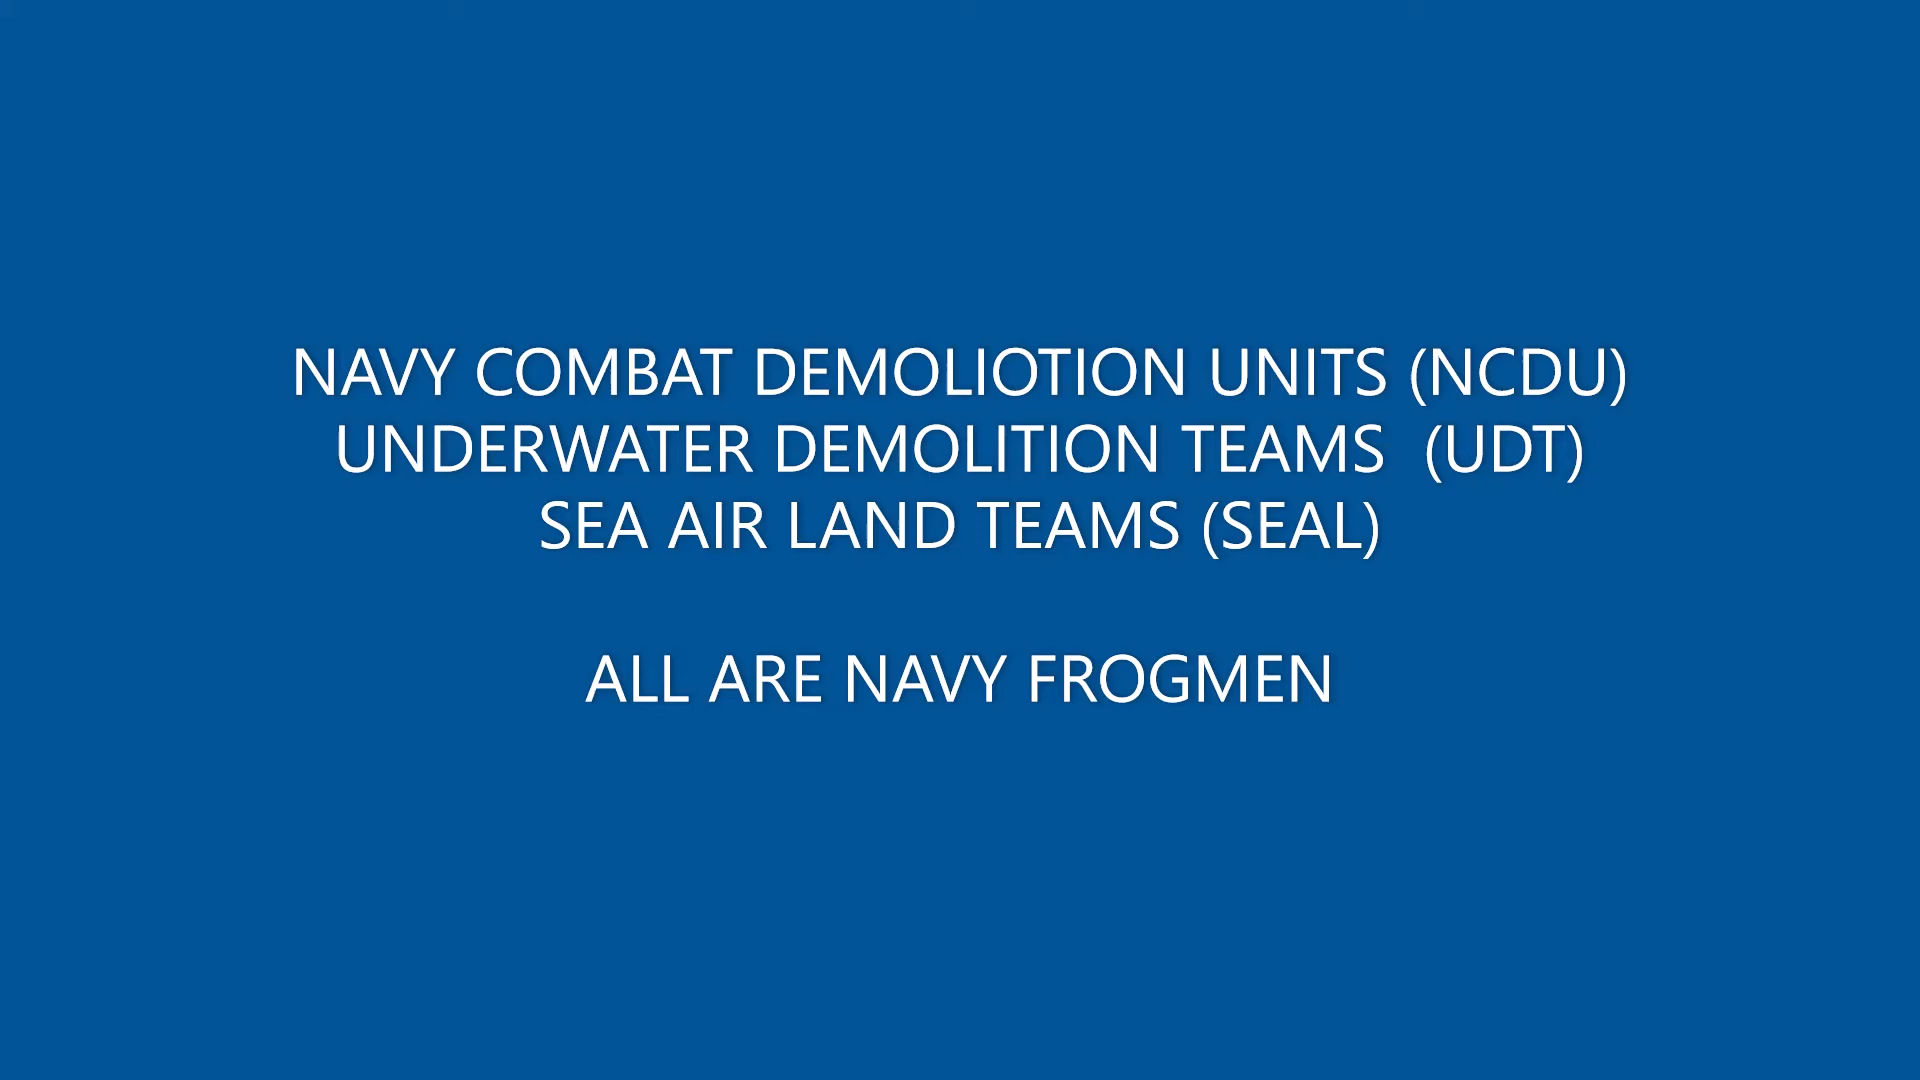 NAVY COMBAT DEMOLIOTION UNITS (NCDU)
UNDERWATER DEMOLITION TEAMS  (UDT)
SEA AIR LAND TEAMS (SEAL)
ALL ARE NAVY FROGMEN